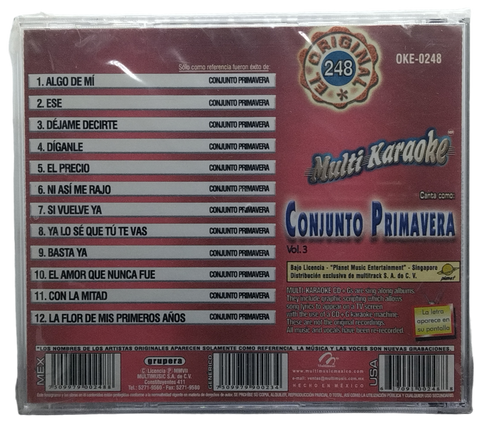 Sólo como referencia fueron éxito de:
EL ORIGINAL
248
OKE-0248
1. ALGO DE MÍ CONJUNTO PRIMAVERA
2. ESE CONJUNTO PRIMAVERA
3. DÉJAME DECIRTE CONJUNTO PRIMAVERA
4. DÍGANLE CONJUNTO PRIMAVERA
5. EL PRECIO CONJUNTO PRIMAVERA
6. NI ASÍ ME RAJO CONJUNTO PRIMAVERA
7. SI VUELVE YA CONJUNTO PRIMAVERA
8. YA LO SÉ QUE TÚ TE VAS CONJUNTO PRIMAVERA
9. BASTA YA CONJUNTO PRIMAVERA
10. EL AMOR QUE NUNCA FUE CONJUNTO PRIMAVERA
11. CON LA MITAD CONJUNTO PRIMAVERA
12. LA FLOR DE MIS PRIMEROS AÑOS CONJUNTO PRIMAVERA
Multi Karaoke
Canta como
CONJUNTO PRIMAVERA
Vol. 3
Bajo Licencia - "Planet Music Entertainment" - Singapore
Distribución exclusiva de multitrack S. A. de C. V.
La letra
aparece en
su pantalla
LOS ARTISTAS ORIGINALES APARECEN SOLAMENTE COMO REFERENCIA. LA MÚSICA Y LA VOCES SON NUEVAS GRABACIONES.
MEX
grupera
MULTIMUSIC S.A. de C.V.
www.multimusicmexico.com
HECHO EN MÉXICO
USA